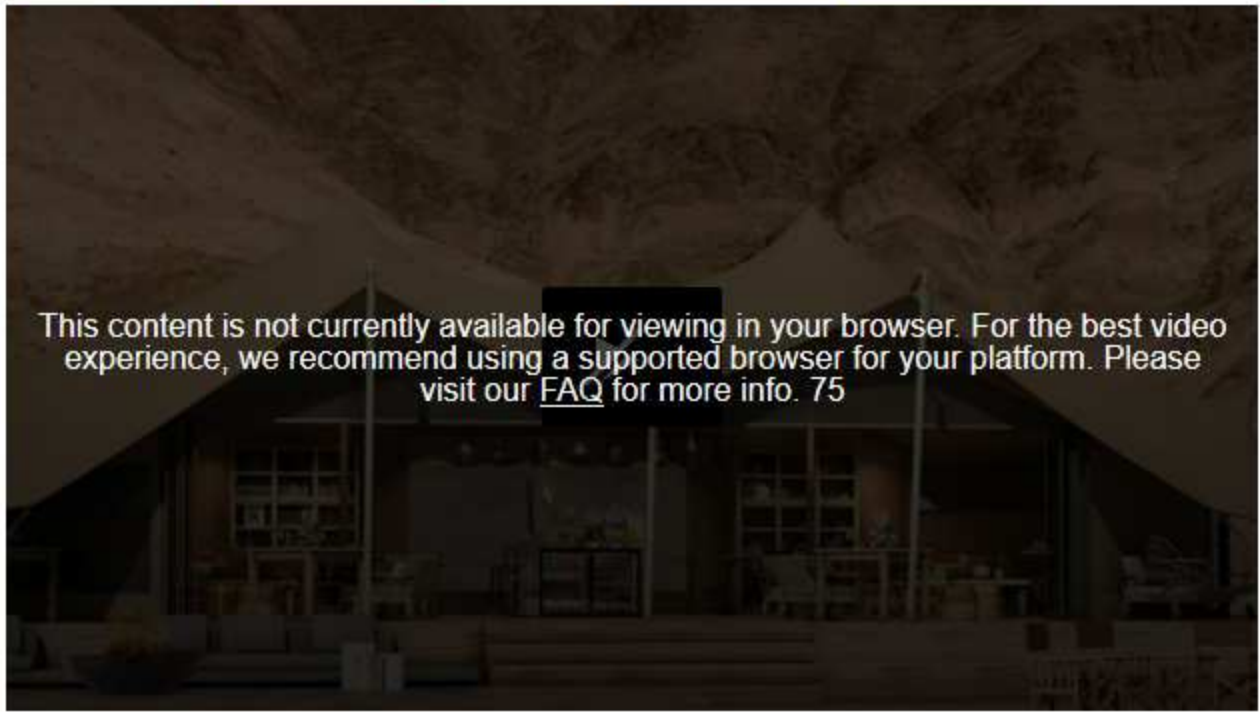 This content is not currently available for viewing in your browser. For the best video
experience, we recommend using a supported browser for your platform. Please
visit our FAQ for more info. 75